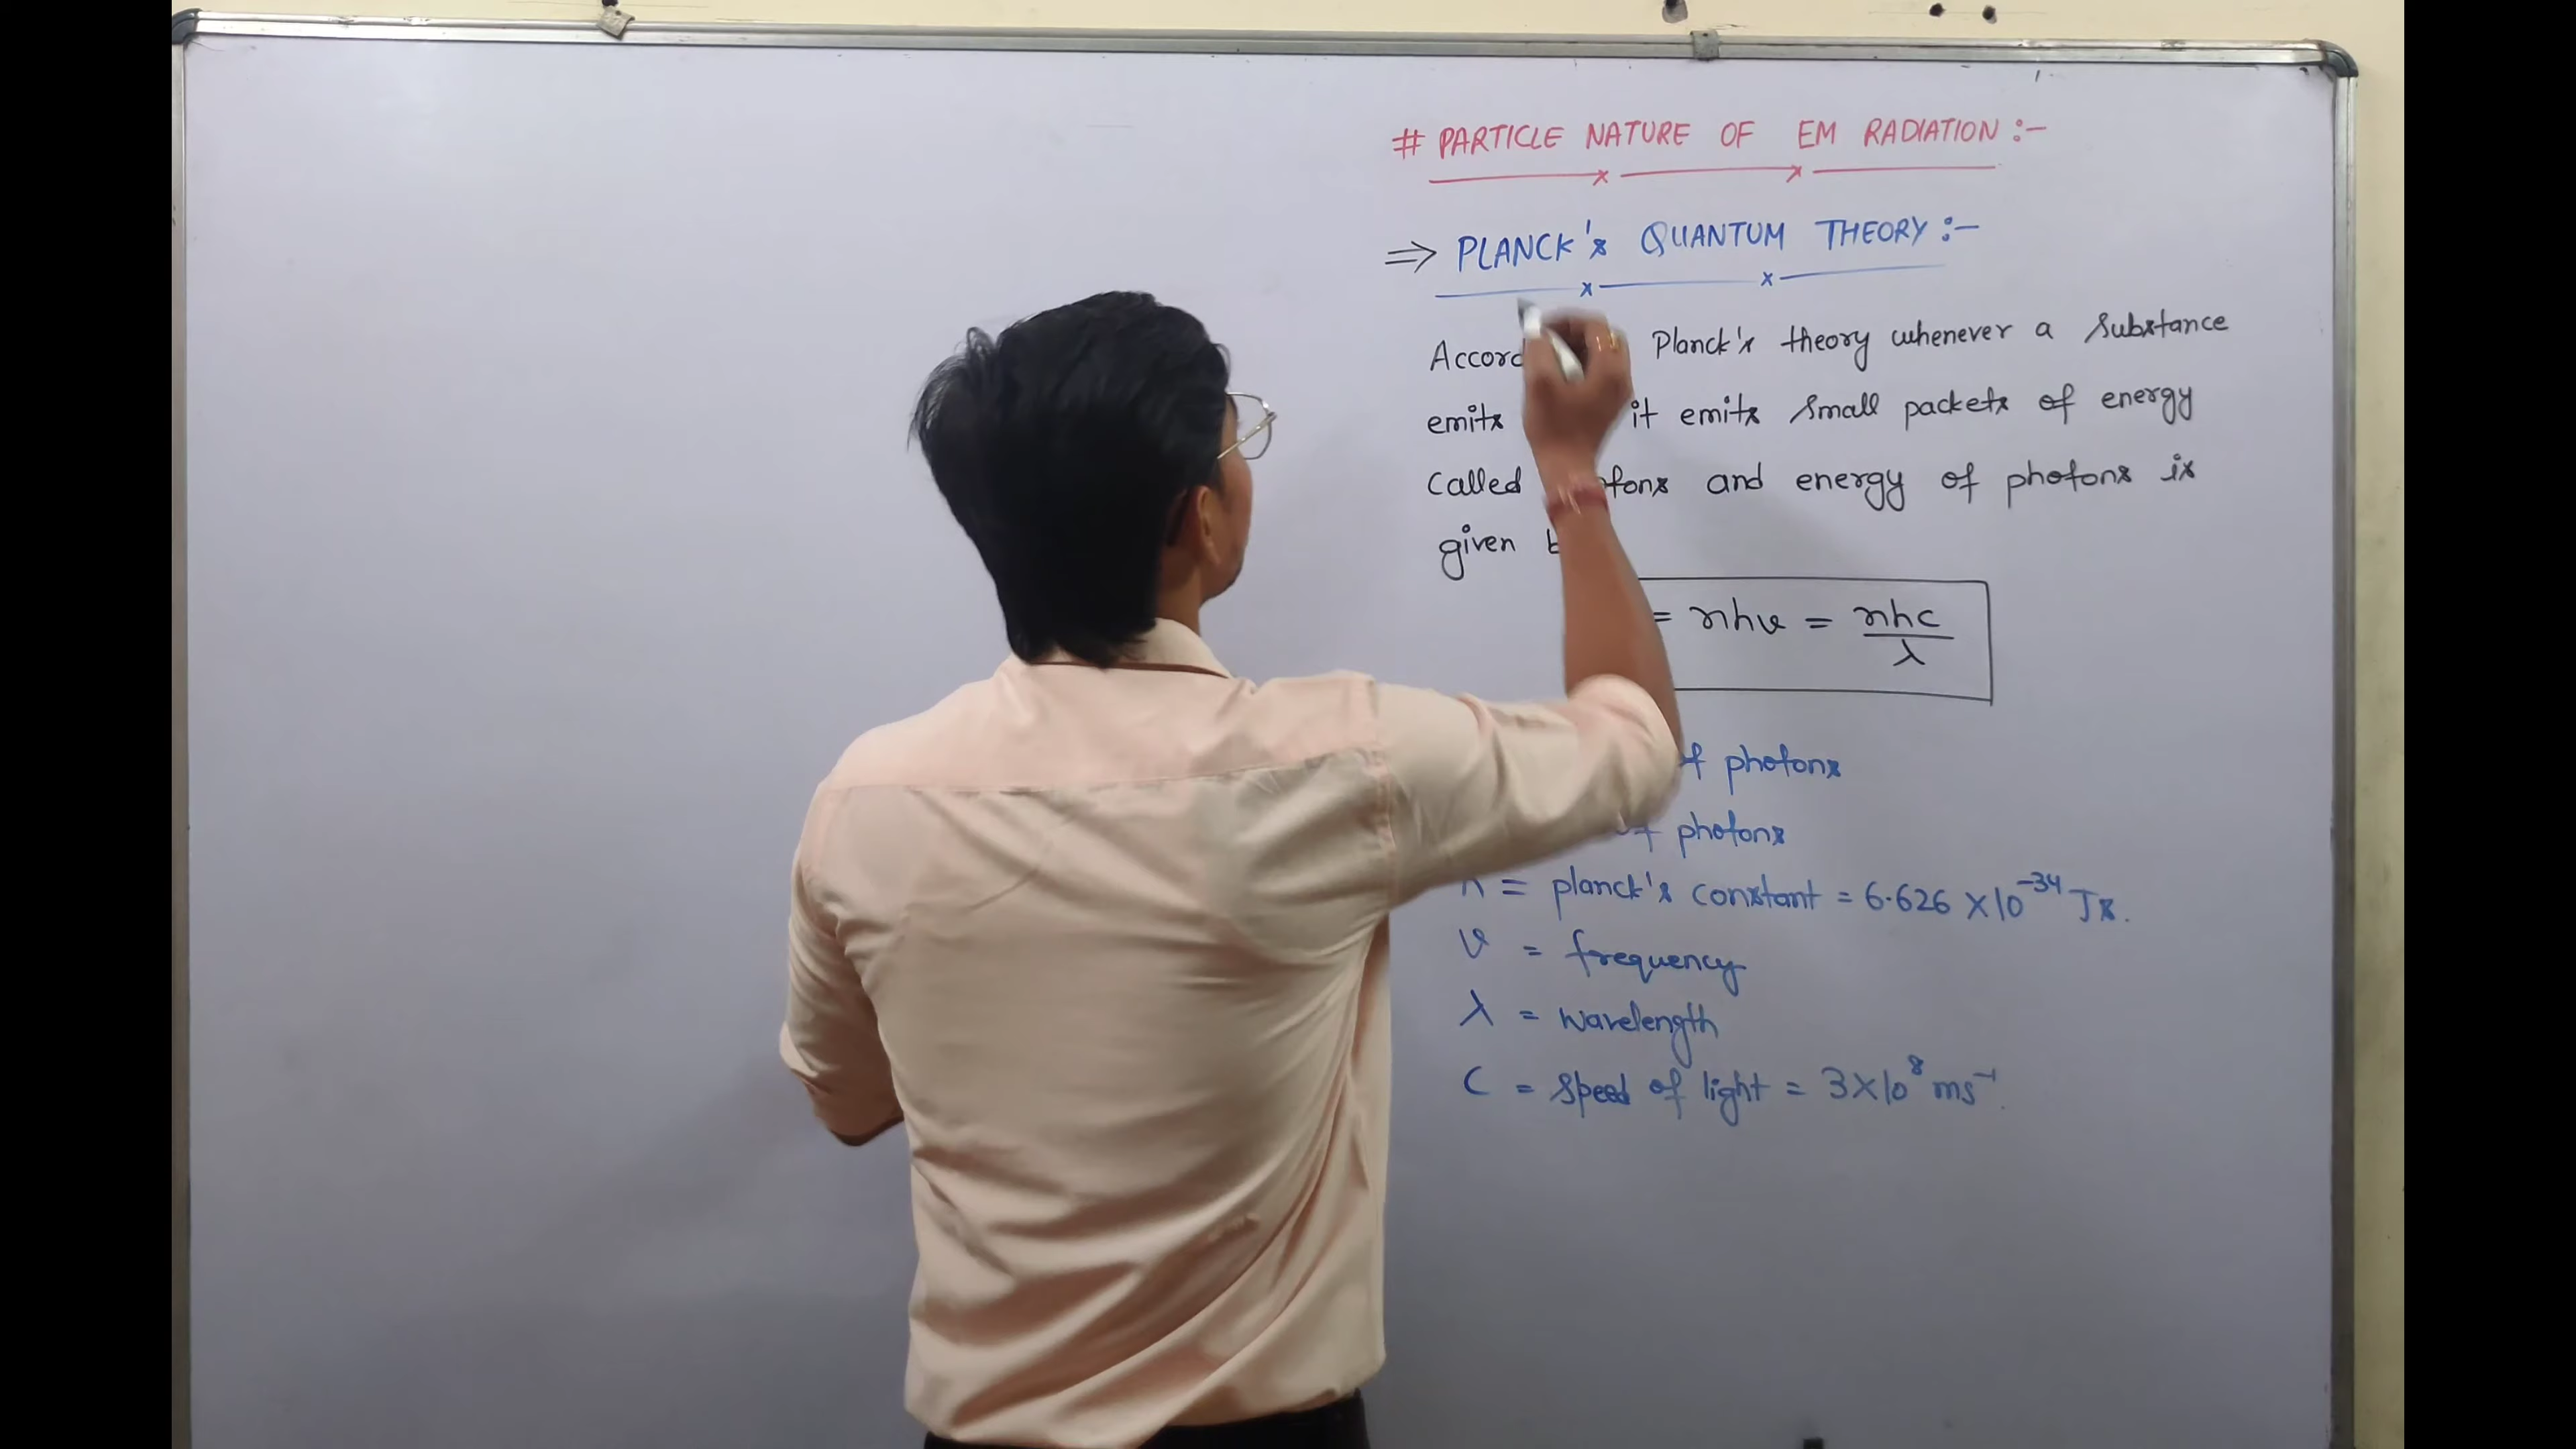 # PARTICLE NATURE OF EM RADIATION :-
⇒ PLANCK's QUANTUM THEORY :-
Planck's theory whenever a substance
emits it emits small packets of energy
called and energy of photons is
given
= nhν = nhc/λ
of photons
of photons
= planck's constant = 6.626 ×10⁻³⁴ Js.
ν = frequency
λ = wavelength
C = speed of light = 3×10⁸ ms⁻¹.